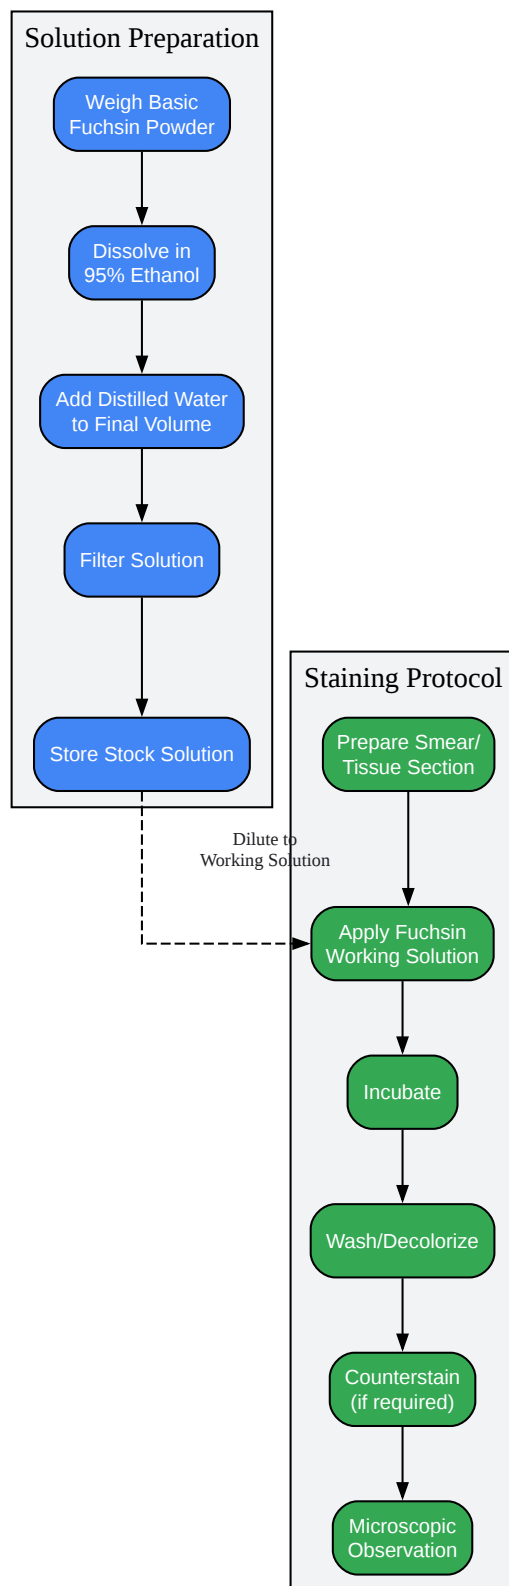 Solution Preparation
Weigh Basic
Fuchsin Powder
Dissolve in
95% Ethanol
Add Distilled Water
to Final Volume
Filter Solution
Store Stock Solution
Dilute to
Working Solution
Staining Protocol
Prepare Smear/
Tissue Section
Apply Fuchsin
Working Solution
Incubate
Wash/Decolorize
Counterstain
(if required)
Microscopic
Observation